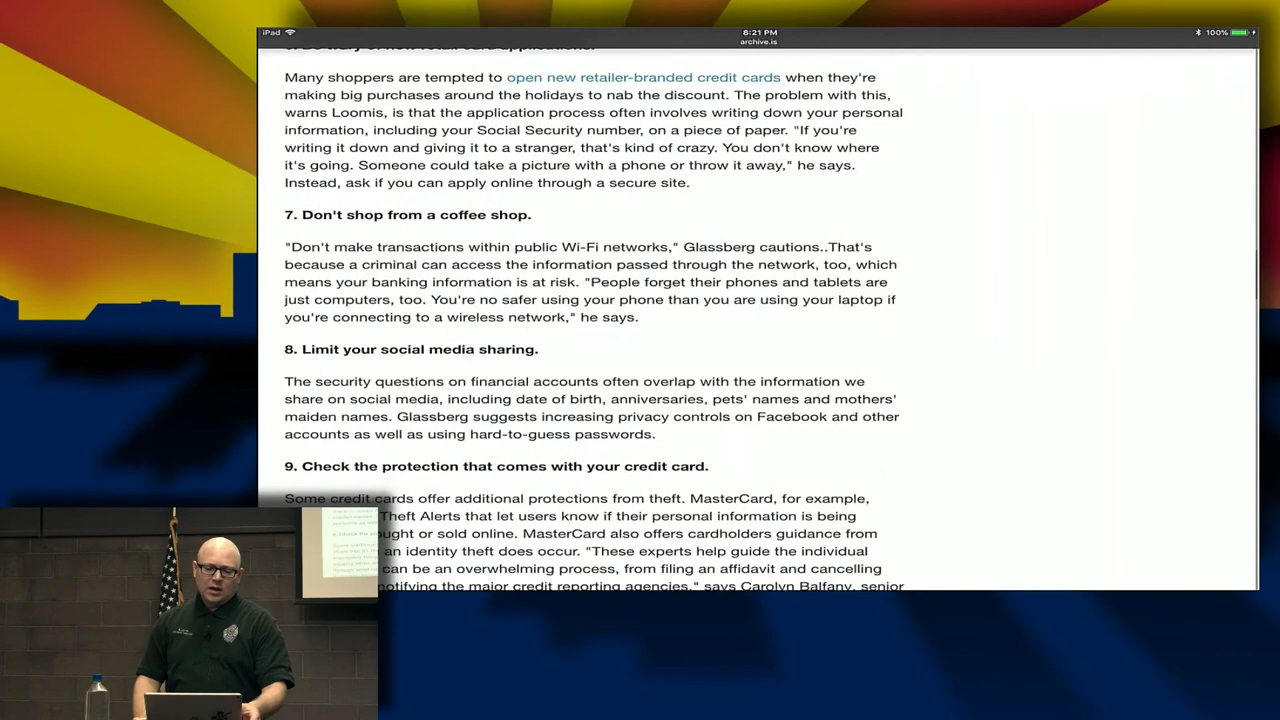 iPad
8:21 PM
100%
archive.is
Many shoppers are tempted to open new retailer-branded credit cards when they're
making big purchases around the holidays to nab the discount. The problem with this,
warns Loomis, is that the application process often involves writing down your personal
information, including your Social Security number, on a piece of paper. "If you're
writing it down and giving it to a stranger, that's kind of crazy. You don't know where
it's going. Someone could take a picture with a phone or throw it away," he says.
Instead, ask if you can apply online through a secure site.
7. Don't shop from a coffee shop.
"Don't make transactions within public Wi-Fi networks," Glassberg cautions..That's
because a criminal can access the information passed through the network, too, which
means your banking information is at risk. "People forget their phones and tablets are
just computers, too. You're no safer using your phone than you are using your laptop if
you're connecting to a wireless network," he says.
8. Limit your social media sharing.
The security questions on financial accounts often overlap with the information we
share on social media, including date of birth, anniversaries, pets' names and mothers'
maiden names. Glassberg suggests increasing privacy controls on Facebook and other
accounts as well as using hard-to-guess passwords.
9. Check the protection that comes with your credit card.
Some credit cards offer additional protections from theft. MasterCard, for example,
Theft Alerts that let users know if their personal information is being
ought or sold online. MasterCard also offers cardholders guidance from
an identity theft does occur. "These experts help guide the individual
can be an overwhelming process, from filing an affidavit and cancelling
notifying the major credit reporting agencies," says Carolyn Balfany, senior